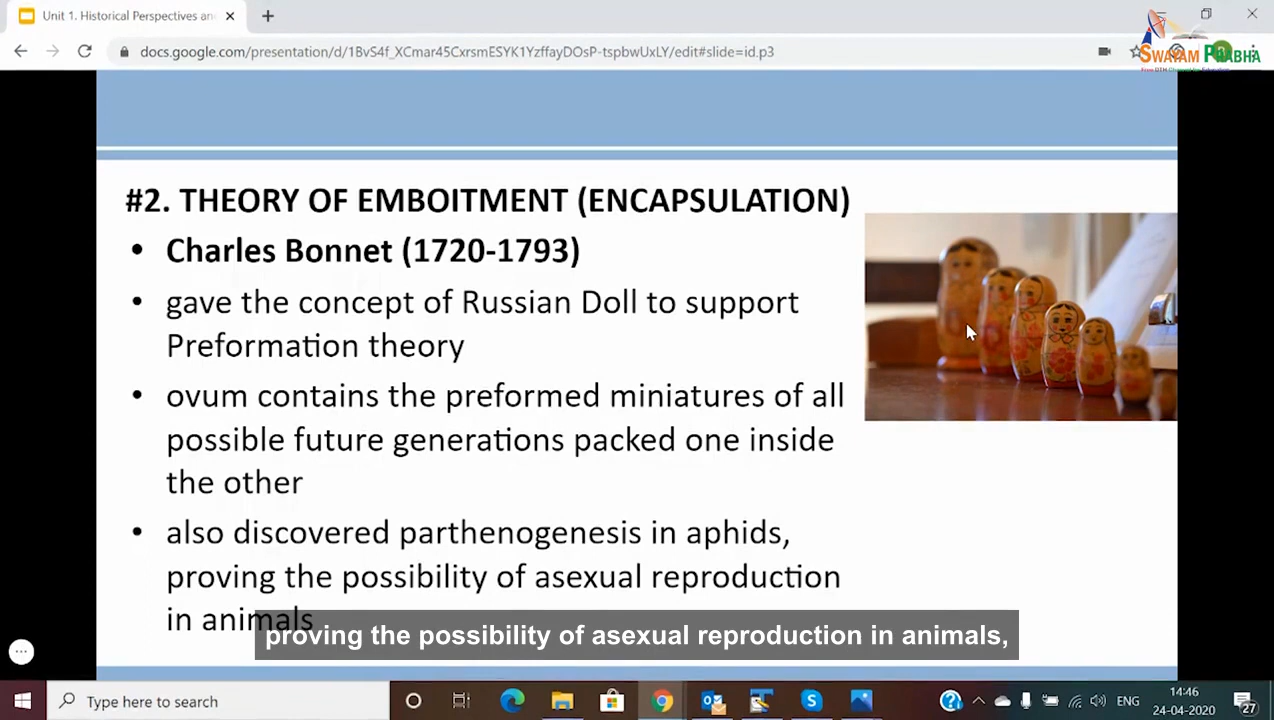 Unit 1. Historical Perspectives an
docs.google.com/presentation/d/1BvS4f_XCmar45CxrsmESYK1YzffayDOsP-tspbwUxLY/edit#slide=id.p3
SWAYAM PRABHA
#2. THEORY OF EMBOITMENT (ENCAPSULATION)
• Charles Bonnet (1720-1793)
• gave the concept of Russian Doll to support
Preformation theory
• ovum contains the preformed miniatures of all
possible future generations packed one inside
the other
• also discovered parthenogenesis in aphids,
proving the possibility of asexual reproduction
in animals
proving the possibility of asexual reproduction in animals,
Type here to search
ENG
14:46
24-04-2020
27